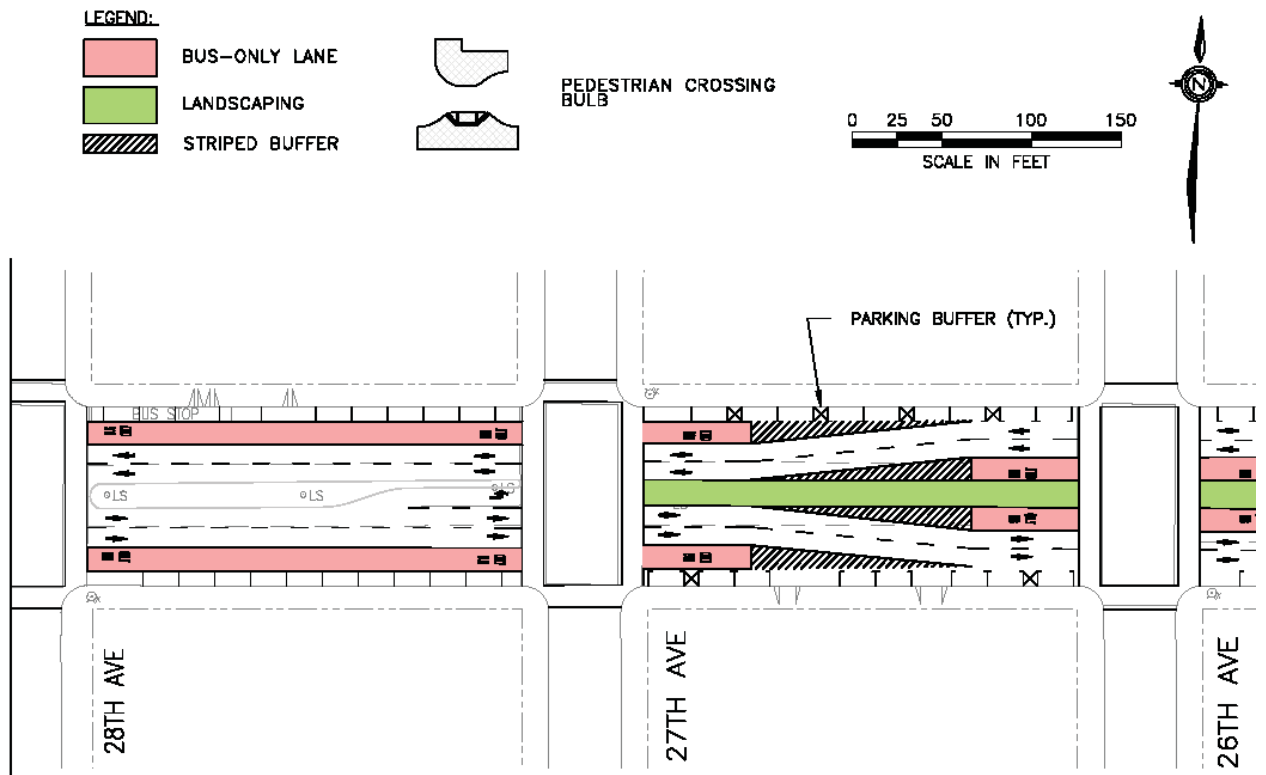 LEGEND:
BUS-ONLY LANE
LANDSCAPING
STRIPED BUFFER
PEDESTRIAN CROSSING
BULB
0 25 50 100 150
SCALE IN FEET
N
PARKING BUFFER (TYP.)
BUS STOP
LS
LS
LS
28TH AVE
27TH AVE
26TH AVE